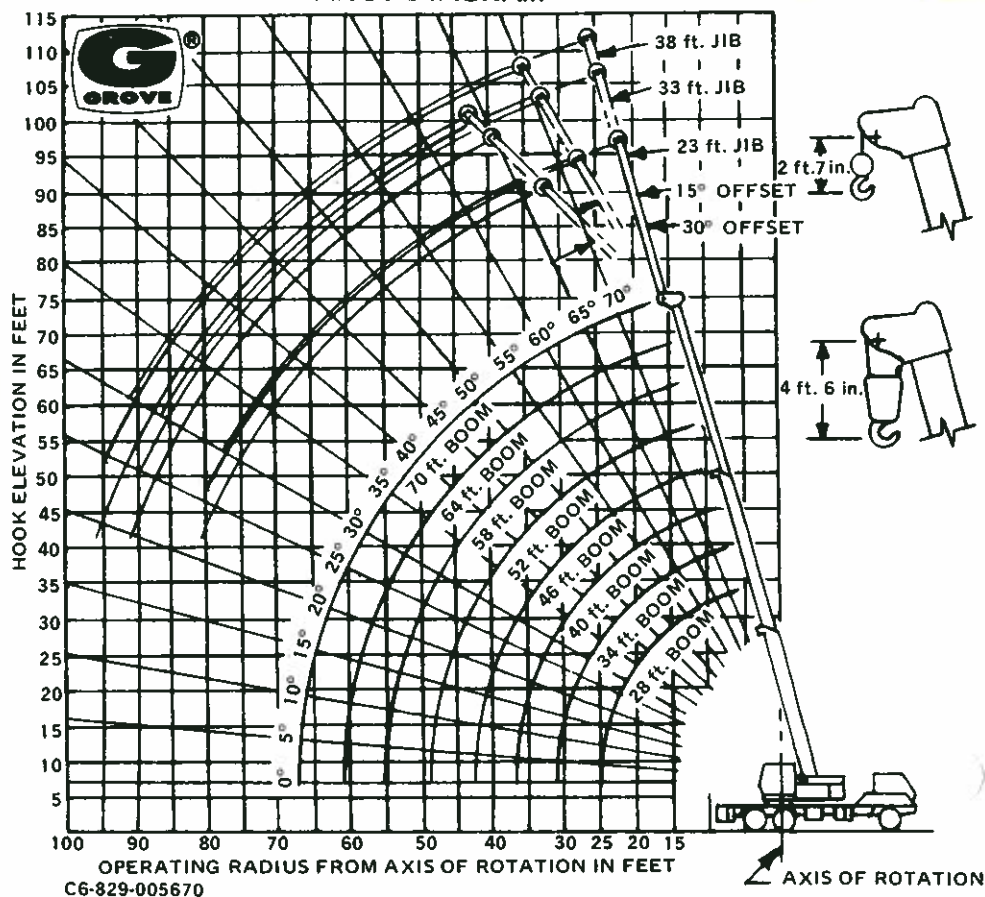 115
110
105
100
95
90
85
80
75
70
65
60
55
50
45
40
35
30
25
20
15
10
5
1
HOOK ELEVATION IN FEET
G®
GROVE
38 ft. JIB
33 ft. JIB
23 ft. JIB
15° OFFSET
30° OFFSET
2 ft.7 in.
4 ft. 6 in.
70°
65°
60°
55°
50°
45°
40°
35°
30°
25°
20°
15°
10°
5°
0°
70 ft. BOOM
64 ft. BOOM
58 ft. BOOM
52 ft. BOOM
46 ft. BOOM
40 ft. BOOM
34 ft. BOOM
28 ft. BOOM
100 90 80 70 60 50 40 30 25 20 15
OPERATING RADIUS FROM AXIS OF ROTATION IN FEET
AXIS OF ROTATION
C6-829-005670